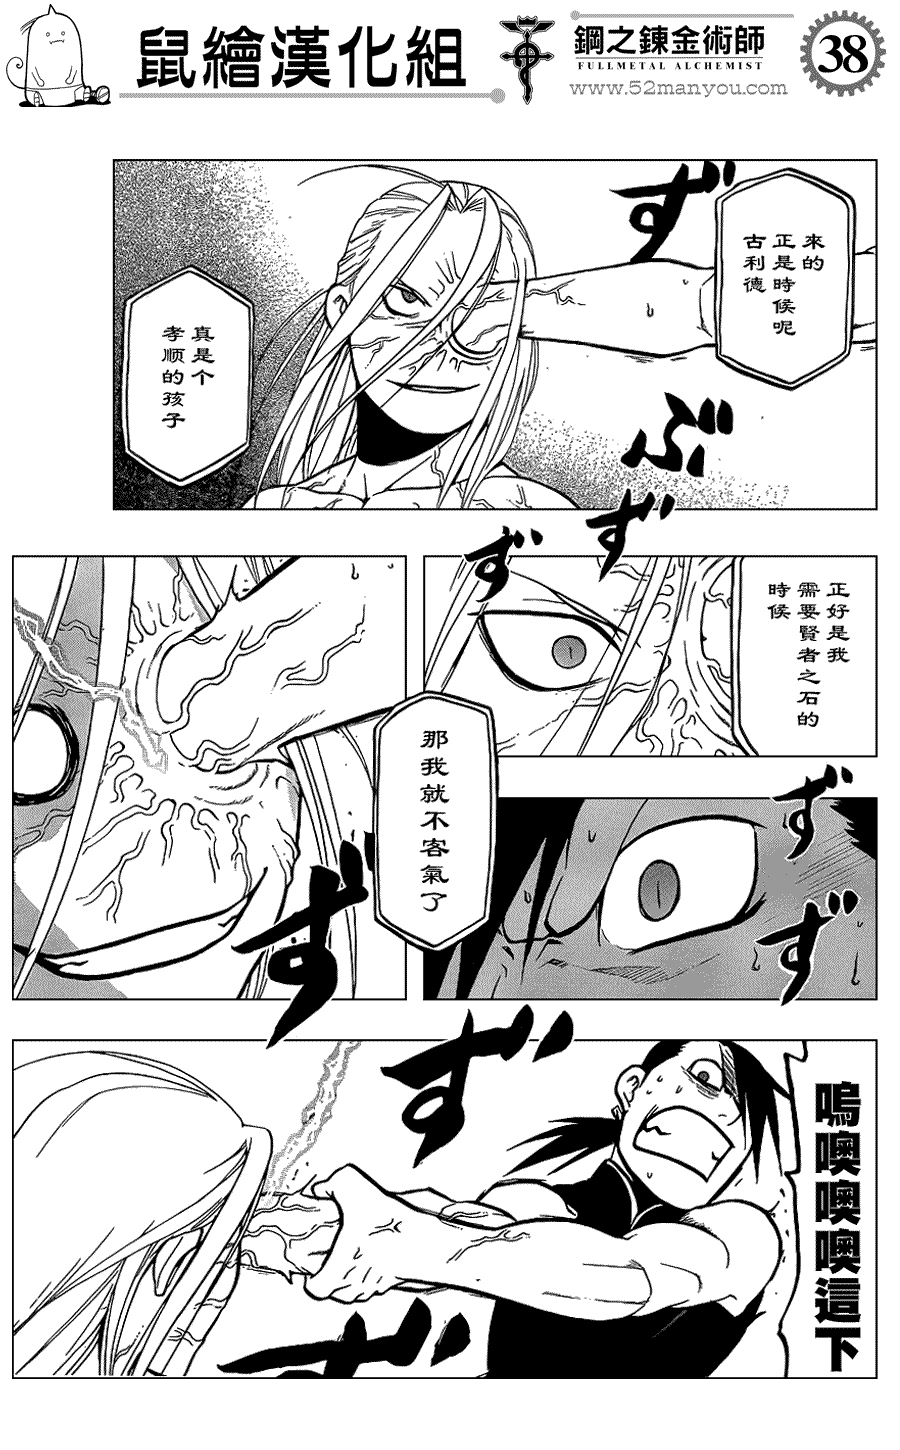 鼠繪漢化組
鋼之鍊金術師
FULLMETAL ALCHEMIST
www.52manyou.com
38
來的
正是時候呢
古利德
真是个
孝顺的孩子
ず
ぶ
ず
ず
正好是我
需要賢者之石的
時候
那我就不客氣了
ず
ず
ず
ず
ず
嗚噢噢噢這下